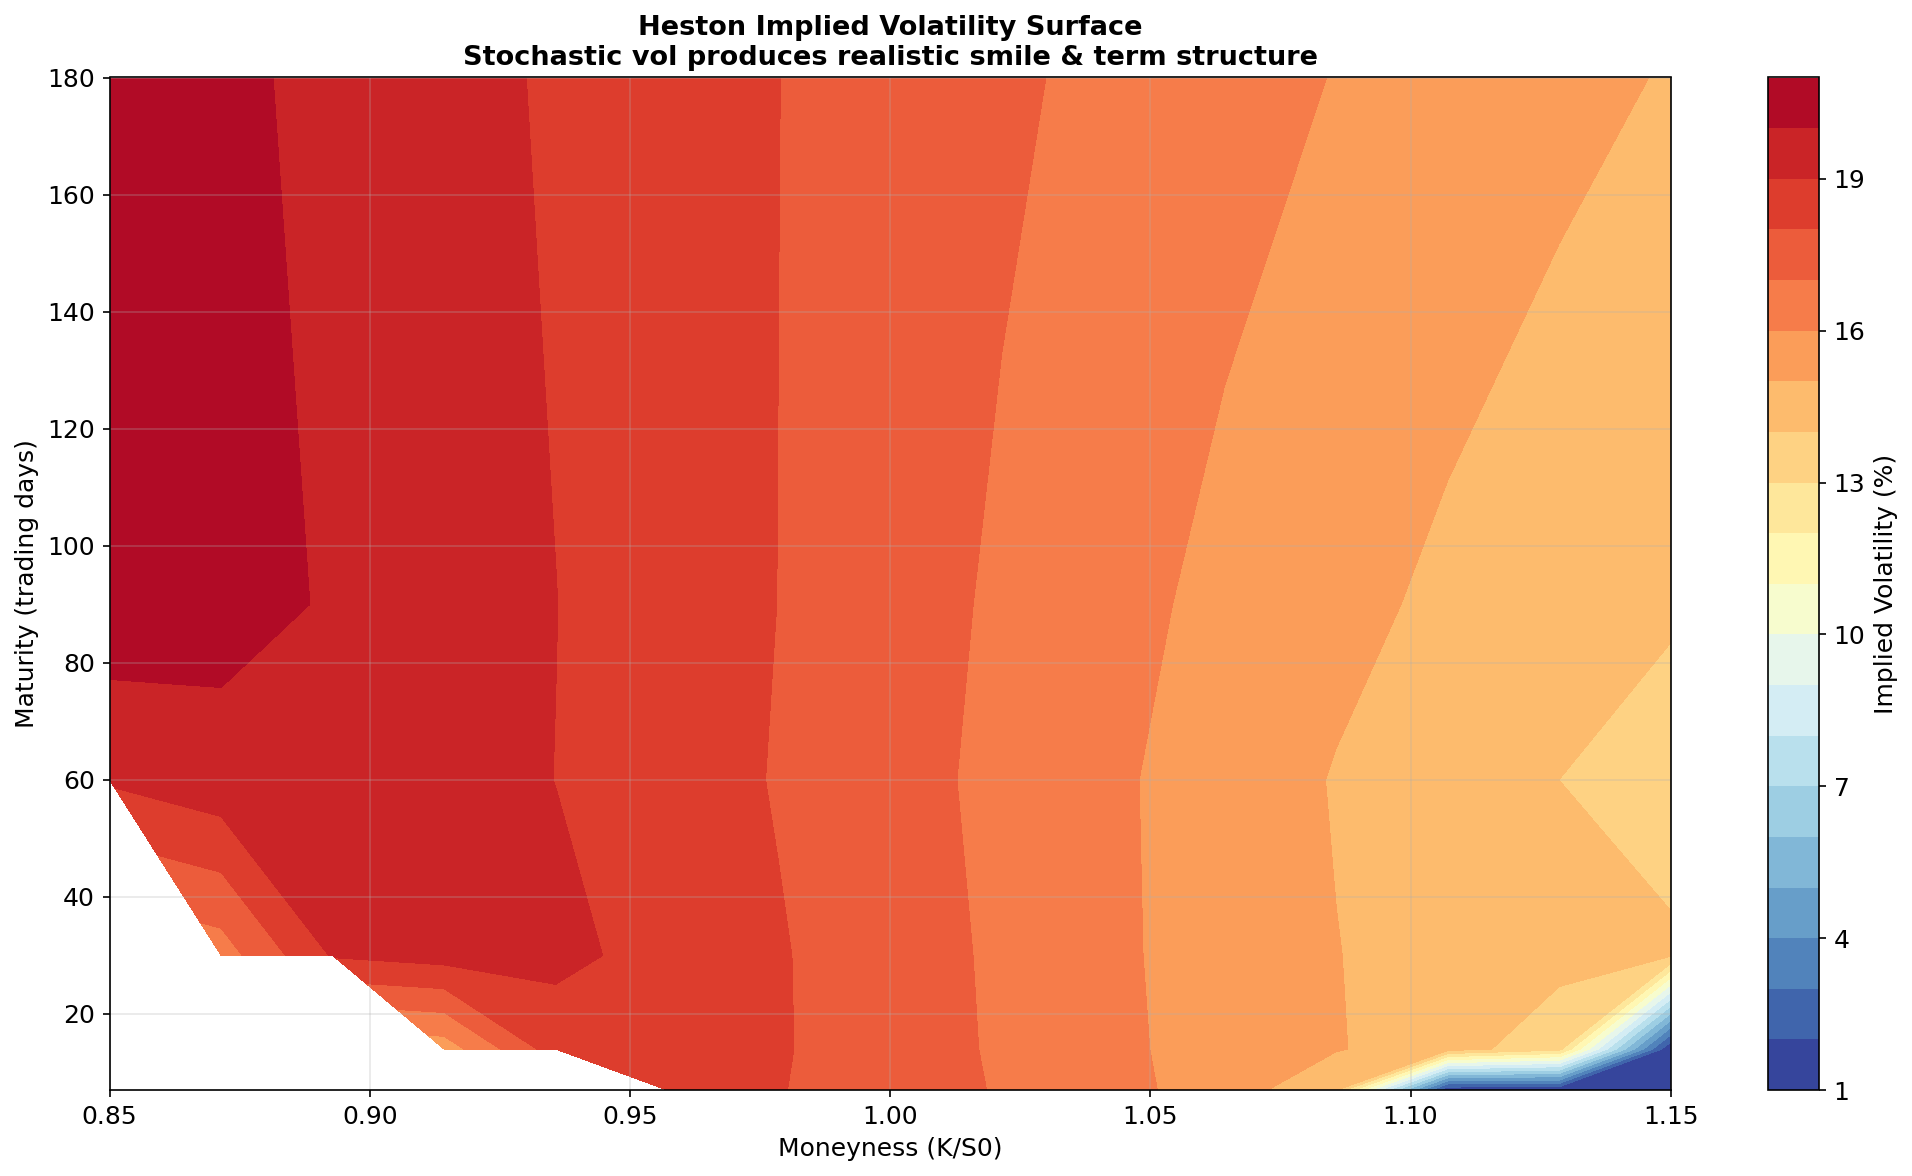 Heston Implied Volatility Surface
Stochastic vol produces realistic smile & term structure
Maturity (trading days)
180
160
140
120
100
80
60
40
20
0.85 0.90 0.95 1.00 1.05 1.10 1.15
Moneyness (K/S0)
19
16
13
10
7
4
1
Implied Volatility (%)